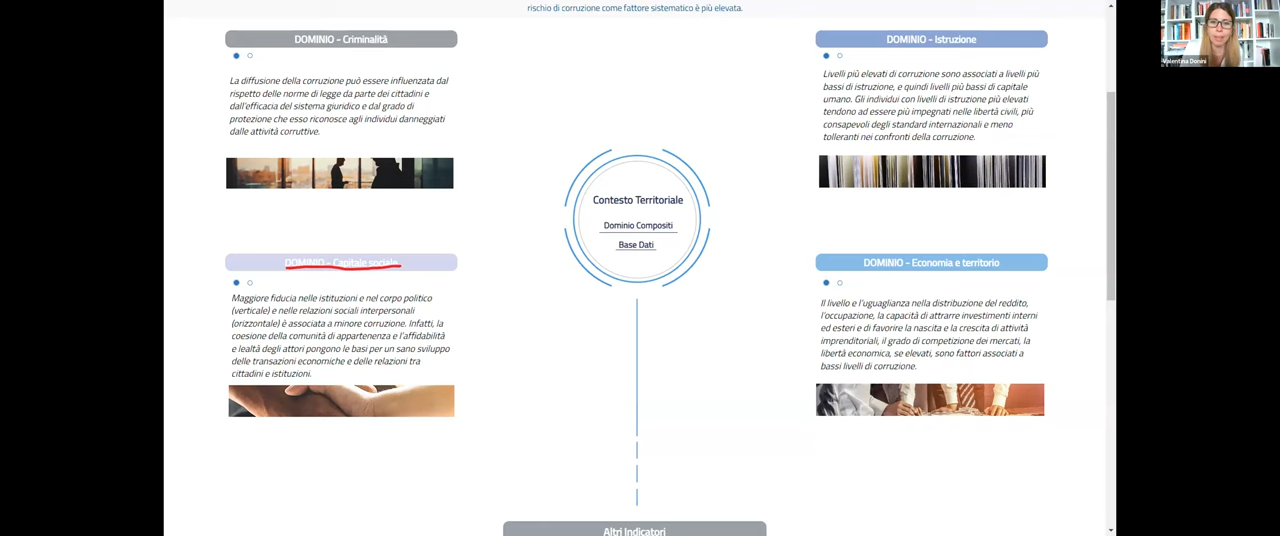 rischio di corruzione come fattore sistematico è più elevata.
DOMINIO - Criminalità
La diffusione della corruzione può essere influenzata dal
rispetto delle norme di legge da parte dei cittadini e
dall'efficacia del sistema giuridico e dal grado di
protezione che esso riconosce agli individui danneggiati
dalle attività corruttive.
DOMINIO - Istruzione
Livelli più elevati di corruzione sono associati a livelli più
bassi di istruzione, e quindi livelli più bassi di capitale
umano. Gli individui con livelli di istruzione più elevati
tendono ad essere più impegnati nelle libertà civili, più
consapevoli degli standard internazionali e meno
tolleranti nei confronti della corruzione.
Contesto Territoriale
Dominio Compositi
Base Dati
DOMINIO - Capitale sociale
Maggiore fiducia nelle istituzioni e nel corpo politico
(verticale) e nelle relazioni sociali interpersonali
(orizzontale) è associata a minore corruzione. Infatti, la
coesione della comunità di appartenenza e l'affidabilità
e lealtà degli attori pongono le basi per un sano sviluppo
delle transazioni economiche e delle relazioni tra
cittadini e istituzioni.
DOMINIO - Economia e territorio
Il livello e l'uguaglianza nella distribuzione del reddito,
l'occupazione, la capacità di attrarre investimenti interni
ed esteri e di favorire la nascita e la crescita di attività
imprenditoriali, il grado di competizione dei mercati, la
libertà economica, se elevati, sono fattori associati a
bassi livelli di corruzione.
Altri Indicatori
Valentina Donini